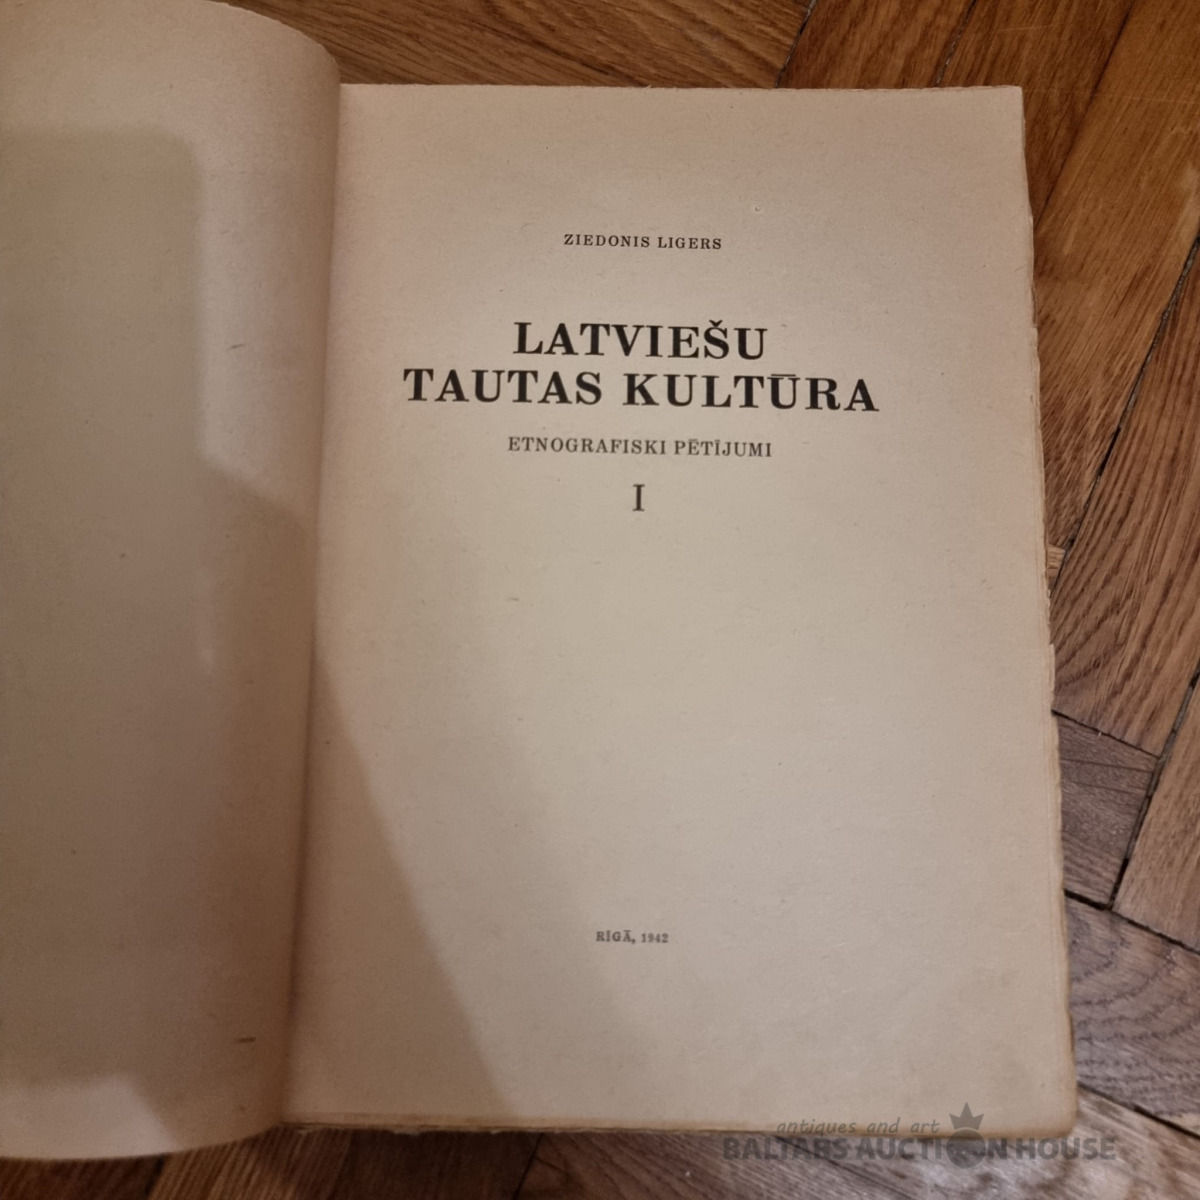 ZIEDONIS LIGERS
LATVIEŠU
TAUTAS KULTŪRA
ETNOGRAFISKI PĒTĪJUMI
I
RĪGĀ, 1942
antiques and art
BALTARS AUCTION HOUSE